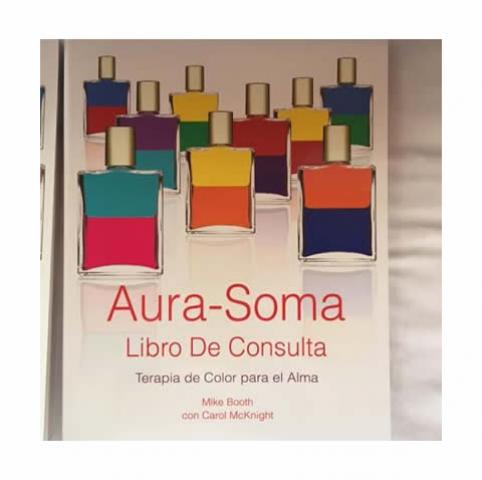 Aura-Soma
Libro De Consulta
Terapia de Color para el Alma
Mike Booth
con Carol McKnight